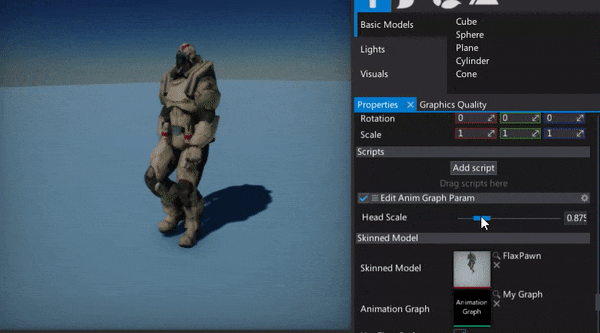 Basic Models
Cube
Sphere
Lights
Plane
Cylinder
Visuals
Cone
Properties
Graphics Quality
Rotation 0 0 0
Scale 1 1 1
Scripts
Add script
Drag scripts here
Edit Anim Graph Param
Head Scale 0.875
Skinned Model
Skinned Model FlaxPawn
Animation Graph
Animation
Graph
My Graph